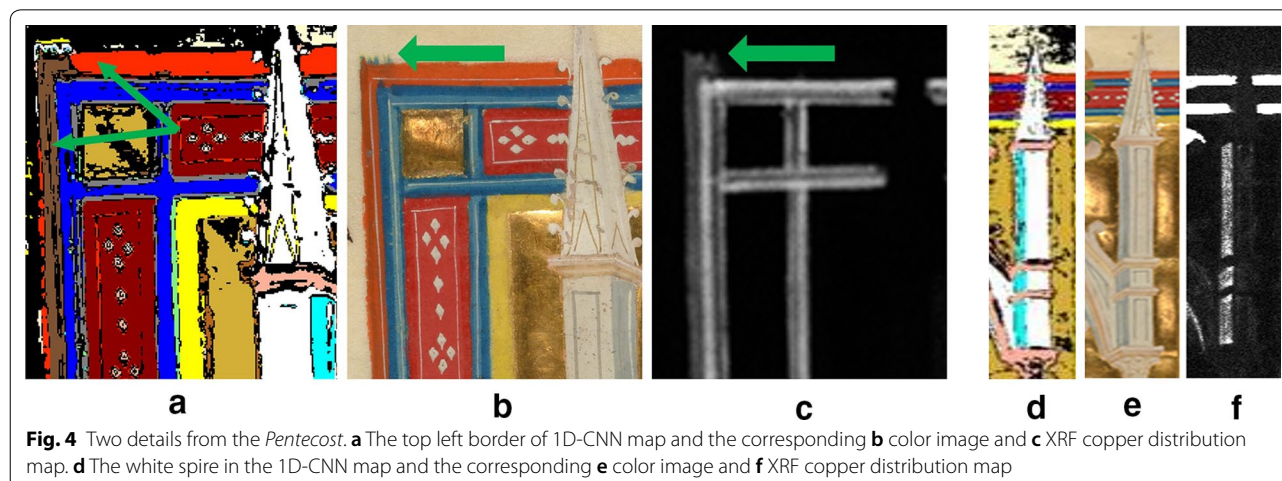 a b c d e f
Fig. 4 Two details from the Pentecost. a The top left border of 1D-CNN map and the corresponding b color image and c XRF copper distribution
map. d The white spire in the 1D-CNN map and the corresponding e color image and f XRF copper distribution map